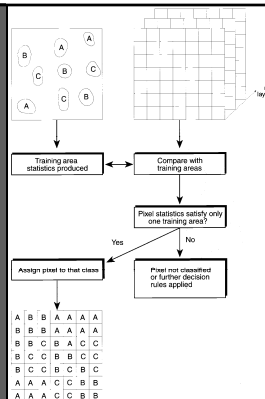 A
B
A
C
B
C
A
C
B
lay
Training area
statistics produced
Compare with
training areas
Pixel statistics satisfy only
one training area?
Yes
No
Assign pixel to that class
Pixel not classified
or further decision
rules applied
A B B A A A A
B B B A A A A
B B C B A C C
B C C B B C C
B C C B C B C
A A A C C B B
A A A C C B B